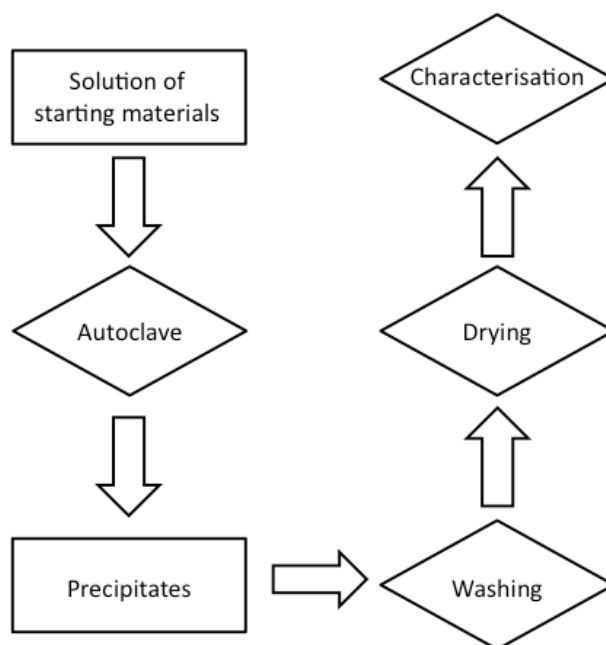 Solution of
starting materials
Autoclave
Precipitates
Washing
Drying
Characterisation